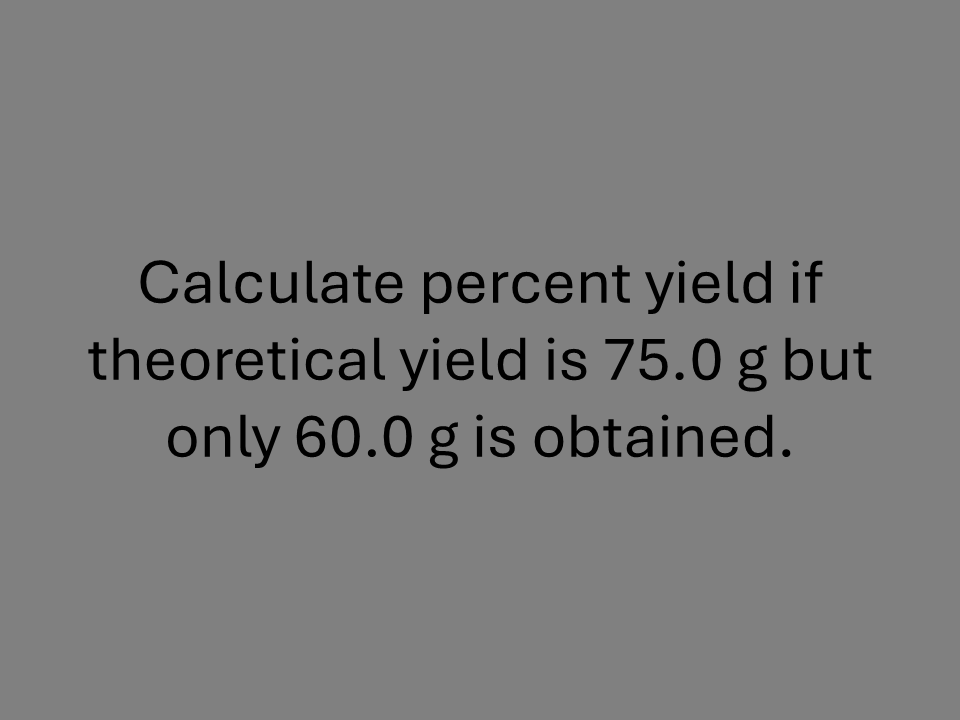 Calculate percent yield if
theoretical yield is 75.0 g but
only 60.0 g is obtained.